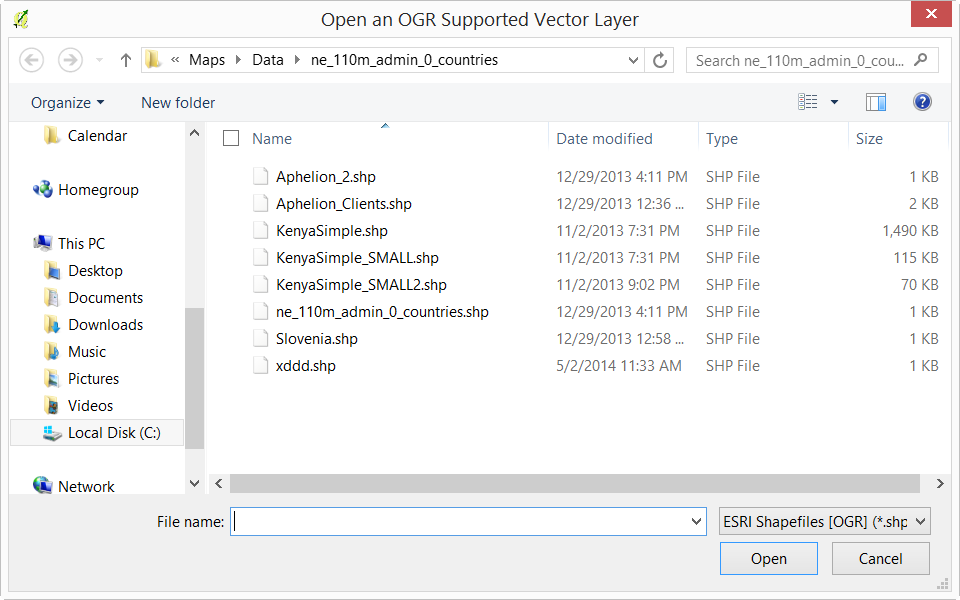 Open an OGR Supported Vector Layer
« Maps Data ne_110m_admin_0_countries
Search ne_110m_admin_0_cou...
Organize New folder
Calendar
Homegroup
This PC
Desktop
Documents
Downloads
Music
Pictures
Videos
Local Disk (C:)
Network
Name Date modified Type Size
Aphelion_2.shp 12/29/2013 4:11 PM SHP File 1 KB
Aphelion_Clients.shp 12/29/2013 12:36 ... SHP File 2 KB
KenyaSimple.shp 11/2/2013 7:31 PM SHP File 1,490 KB
KenyaSimple_SMALL.shp 11/2/2013 7:31 PM SHP File 115 KB
KenyaSimple_SMALL2.shp 11/2/2013 9:02 PM SHP File 70 KB
ne_110m_admin_0_countries.shp 12/29/2013 4:11 PM SHP File 1 KB
Slovenia.shp 12/29/2013 12:58 ... SHP File 1 KB
xddd.shp 5/2/2014 11:33 AM SHP File 1 KB
File name:
ESRI Shapefiles [OGR] (*.shp
Open Cancel